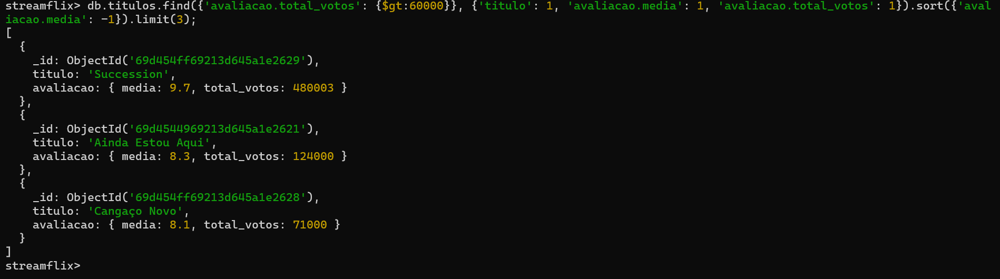 streamflix> db.titulos.find({'avaliacao.total_votos': {$gt:60000}}, {'titulo': 1, 'avaliacao.media': 1, 'avaliacao.total_votos': 1}).sort({'aval
iacao.media': -1}).limit(3);
[
  {
    _id: ObjectId('69d454ff69213d645a1e2629'),
    titulo: 'Succession',
    avaliacao: { media: 9.7, total_votos: 480003 }
  },
  {
    _id: ObjectId('69d4544969213d645a1e2621'),
    titulo: 'Ainda Estou Aqui',
    avaliacao: { media: 8.3, total_votos: 124000 }
  },
  {
    _id: ObjectId('69d454ff69213d645a1e2628'),
    titulo: 'Cangaço Novo',
    avaliacao: { media: 8.1, total_votos: 71000 }
  }
]
streamflix>